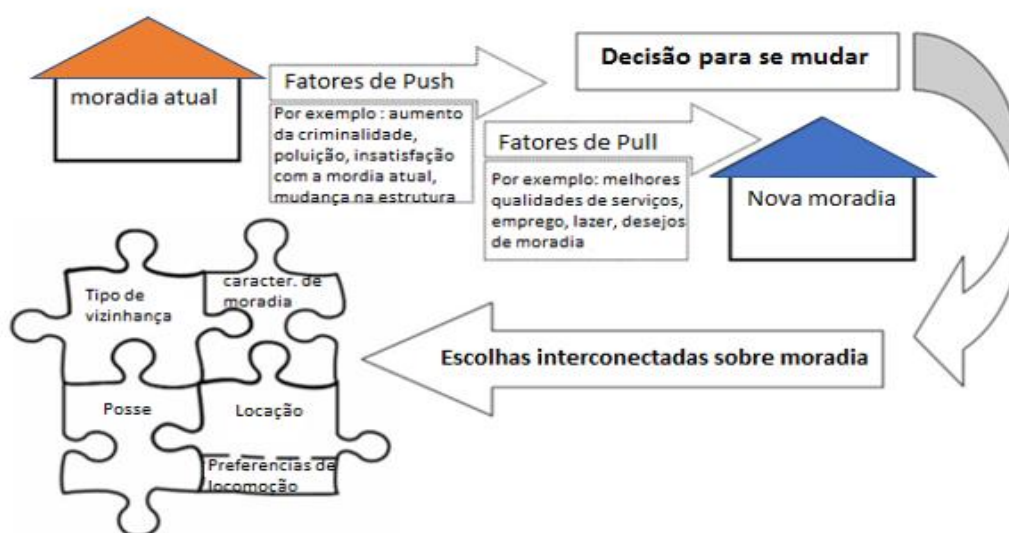 moradia atual
Fatores de Push
Por exemplo : aumento
da criminalidade,
poluição, insatisfação
com a mordia atual,
mudança na estrutura
Decisão para se mudar
Fatores de Pull
Por exemplo: melhores
qualidades de serviços,
emprego, lazer, desejos
de moradia
Nova moradia
Escolhas interconectadas sobre moradia
Tipo de
vizinhança
caracter. de
moradia
Posse
Locação
Preferencias de
locomoção